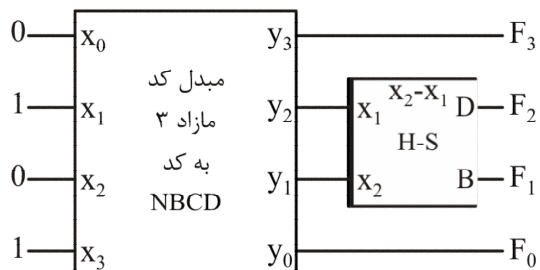 0 x₀ y₃ F₃
مبدل کد
x₂-x₁
1 x₁ y₂ x₁ D F₂
مازاد ۳
H-S
به کد
0 x₂ y₁ x₂ B F₁
NBCD
1 x₃ y₀ F₀